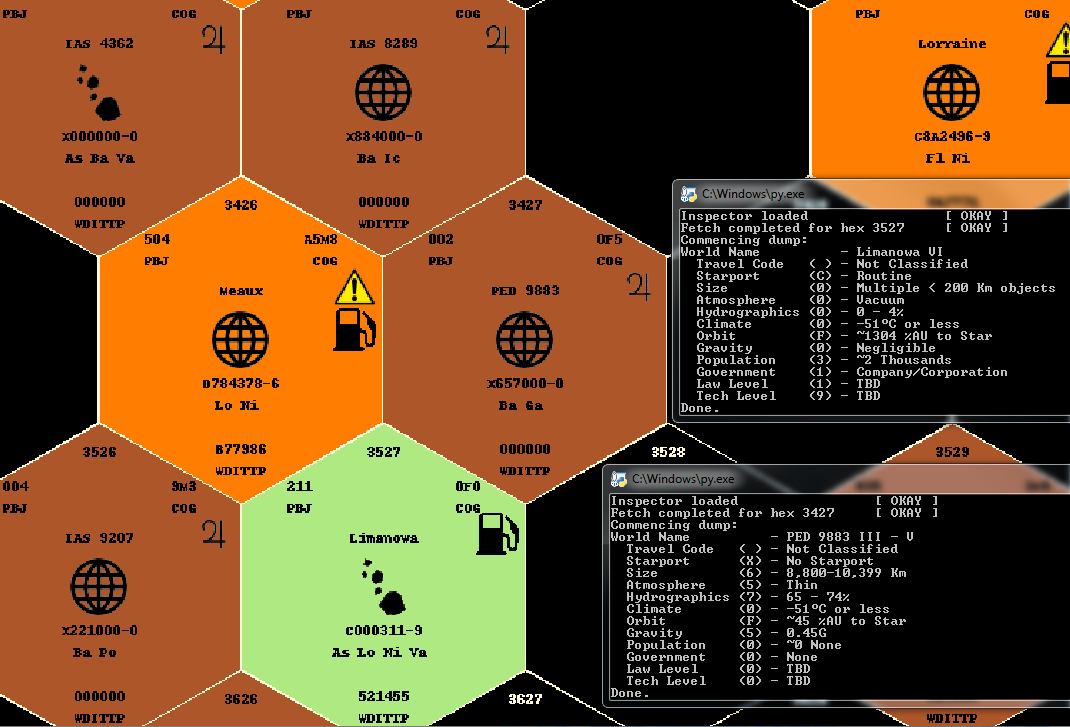 PBJ COG
IAS 4362
X000000-0
As Ba Va
000000
WDITTP
PBJ COG
IAS 8289
X884000-0
Ba Ic
000000
WDITTP
PBJ COG
Lorraine
C8A2496-9
Fl Ni
3426
504 A5M8
PBJ COG
Meaux
D784378-6
Lo Ni
877986
WDITTP
3427
002 0F5
PBJ COG
PED 9883
X657000-0
Ba Ga
000000
WDITTP
C:\Windows\py.exe
Inspector loaded [ OKAY ]
Fetch completed for hex 3527 [ OKAY ]
Commencing dump:
World Name - Limanowa VI
Travel Code ( ) - Not Classified
Starport (C) - Routine
Size (0) - Multiple < 200 Km objects
Atmosphere (0) - Vacuum
Hydrographics (0) - 0 - 4%
Climate (0) - -51°C or less
Orbit (F) - ~1304 %AU to Star
Gravity (0) - Negligible
Population (3) - ~2 Thousands
Government (1) - Company/Corporation
Law Level (1) - TBD
Tech Level (9) - TBD
Done.
3526
004 9M3
PBJ COG
IAS 9207
X221000-0
Ba Po
000000
WDITTP
3527
211 0F0
PBJ COG
Limanowa
C000311-9
As Lo Ni Va
521455
WDITTP
3528
3529
C:\Windows\py.exe
Inspector loaded [ OKAY ]
Fetch completed for hex 3427 [ OKAY ]
Commencing dump:
World Name - PED 9883 III - V
Travel Code ( ) - Not Classified
Starport (X) - No Starport
Size (6) - 8,800-10,399 Km
Atmosphere (5) - Thin
Hydrographics (7) - 65 - 74%
Climate (0) - -51°C or less
Orbit (F) - ~45 %AU to Star
Gravity (5) - 0.45G
Population (0) - ~0 None
Government (0) - None
Law Level (0) - TBD
Tech Level (0) - TBD
Done.
3626
3627
WDITTP